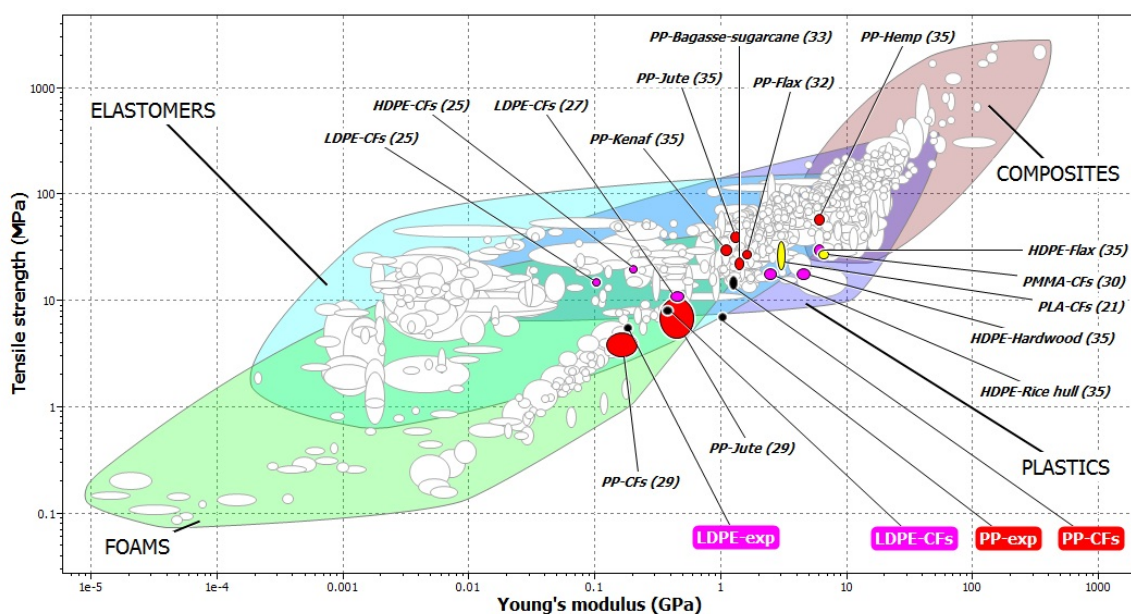 Tensile strength (MPa)
1000
100
10
1
0.1
ELASTOMERS
HDPE-CFs (25)
LDPE-CFs (27)
LDPE-CFs (25)
PP-Bagasse-sugarcane (33)
PP-Hemp (35)
PP-Jute (35)
PP-Flax (32)
PP-Kenaf (35)
COMPOSITES
HDPE-Flax (35)
PMMA-CFs (30)
PLA-CFs (21)
HDPE-Hardwood (35)
HDPE-Rice hull (35)
PLASTICS
PP-Jute (29)
PP-CFs (29)
FOAMS
LDPE-exp
LDPE-CFs
PP-exp
PP-CFs
1e-5
1e-4
0.001
0.01
0.1
1
10
100
1000
Young's modulus (GPa)